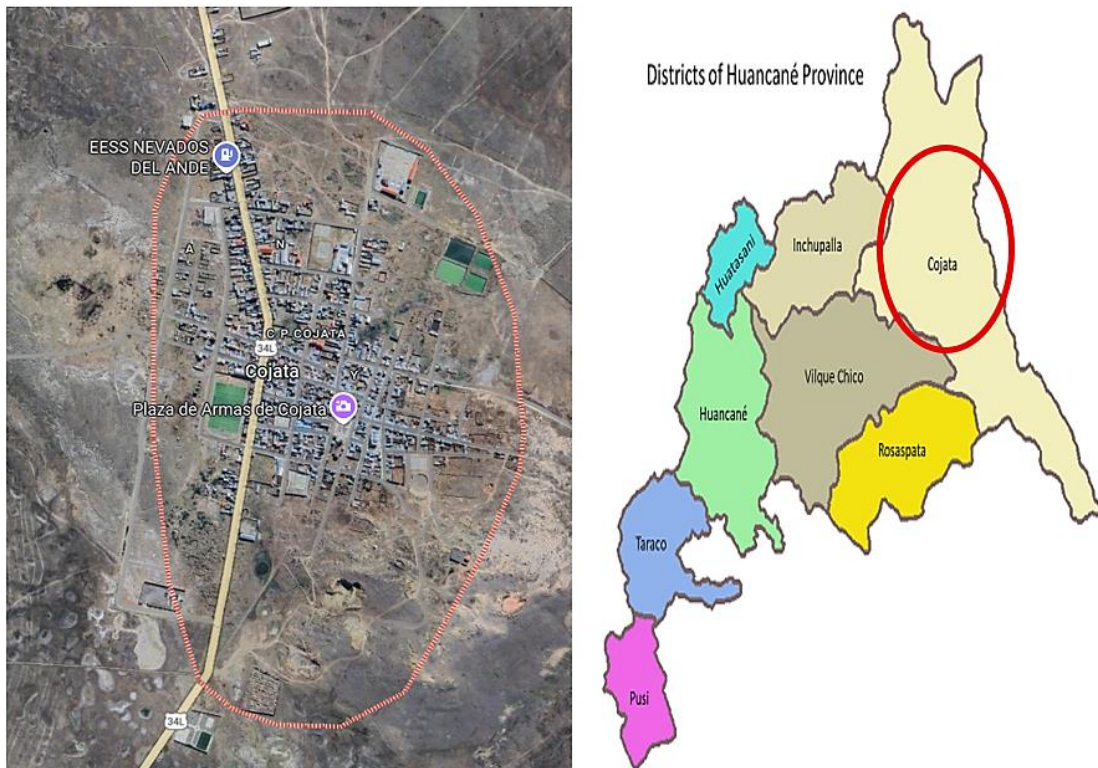 EESS NEVADOS
DEL ANDE
A
N
C.P.COJATA
34L
Cojata
Y
Plaza de Armas de Cojata
34L
Districts of Huancané Province
Huatasani
Inchupalla
Cojata
Huancané
Vilque Chico
Rosaspata
Taraco
Pusi